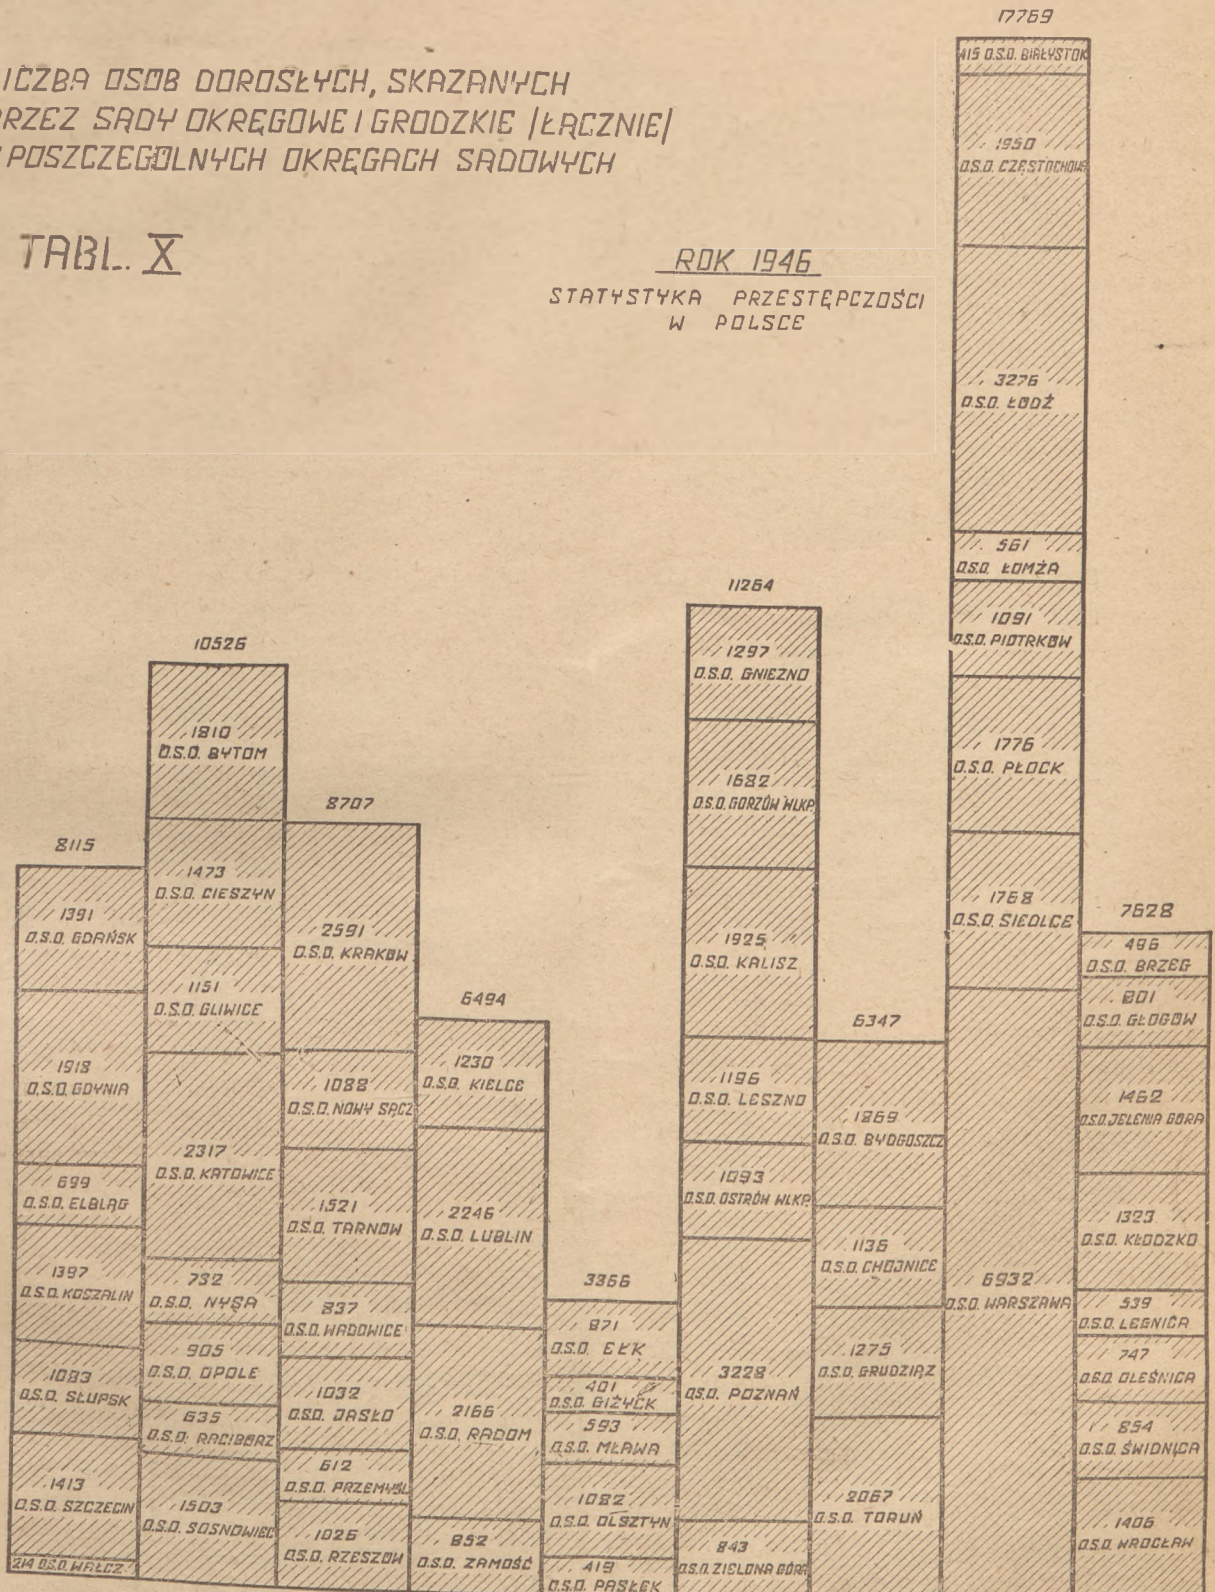 ICZBA OSÓB DOROSŁYCH, SKAZANYCH
RZEZ SĄDY OKRĘGOWE I GRODZKIE /ŁĄCZNIE/
POSZCZEGÓLNYCH OKRĘGACH SĄDOWYCH
TABL. X
ROK 1946
STATYSTYKA PRZESTĘPCZOŚCI
W POLSCE
8115
1391
O.S.O. GDAŃSK
1918
O.S.O. GDYNIA
699
O.S.O. ELBLĄG
1397
O.S.O. KOSZALIN
1083
O.S.O. SŁUPSK
1413
O.S.O. SZCZECIN
214 O.S.O. WAŁCZ
10526
1810
O.S.O. BYTOM
1473
O.S.O. CIESZYN
1151
O.S.O. GLIWICE
2317
O.S.O. KATOWICE
732
O.S.O. NYSA
905
O.S.O. OPOLE
635
O.S.O. RACIBÓRZ
1503
O.S.O. SOSNOWIEC
8707
2591
O.S.O. KRAKÓW
1088
O.S.O. NOWY SĄCZ
1521
O.S.O. TARNÓW
837
O.S.O. WADOWICE
1032
O.S.O. JASŁO
612
O.S.O. PRZEMYŚL
1026
O.S.O. RZESZÓW
6494
1230
O.S.O. KIELCE
2246
O.S.O. LUBLIN
2166
O.S.O. RADOM
852
O.S.O. ZAMOŚĆ
3366
871
O.S.O. EŁK
401
O.S.O. GIŻYCK
593
O.S.O. MŁAWA
1082
O.S.O. OLSZTYN
419
O.S.O. PASŁĘK
11264
1297
O.S.O. GNIEZNO
1682
O.S.O. GORZÓW WLKP.
1925
O.S.O. KALISZ
1196
O.S.O. LESZNO
1093
O.S.O. OSTRÓW WLKP.
3228
O.S.O. POZNAŃ
843
O.S.O. ZIELONA GÓRA
6347
1869
O.S.O. BYDGOSZCZ
1136
O.S.O. CHOJNICE
1275
O.S.O. GRUDZIĄZ
2067
O.S.O. TORUŃ
17769
415 O.S.O. BIAŁYSTOK
1950
O.S.O. CZĘSTOCHOWA
3276
O.S.O. ŁÓDŹ
561
O.S.O. ŁOMŻA
1091
O.S.O. PIOTRKÓW
1776
O.S.O. PŁOCK
1768
O.S.O. SIEDLCE
6932
O.S.O. WARSZAWA
7628
496
O.S.O. BRZEG
801
O.S.O. GŁOGÓW
1462
O.S.O. JELENIA GÓRA
1323
O.S.O. KŁODZKO
539
O.S.O. LEGNICA
747
O.S.O. OLEŚNICA
854
O.S.O. ŚWIDNICA
1406
O.S.O. WROCŁAW